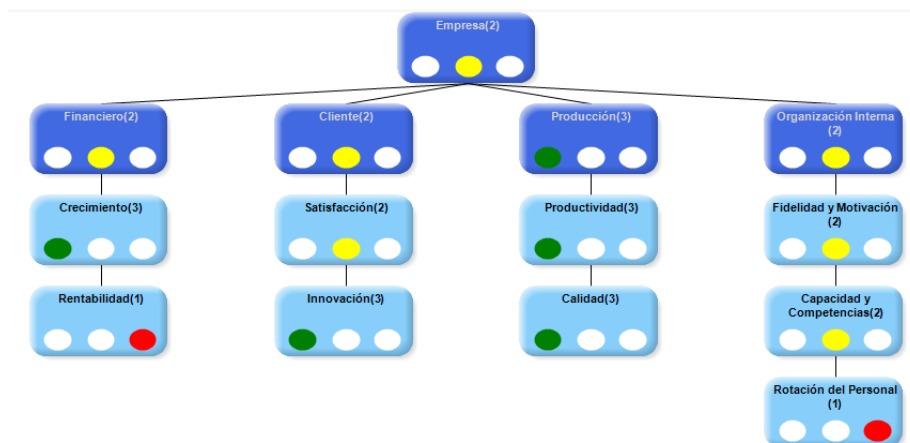 Empresa(2)
Financiero(2)
Cliente(2)
Producción(3)
Organización Interna
(2)
Crecimiento(3)
Satisfacción(2)
Productividad(3)
Fidelidad y Motivación
(2)
Rentabilidad(1)
Innovación(3)
Calidad(3)
Capacidad y
Competencias(2)
Rotación del Personal
(1)